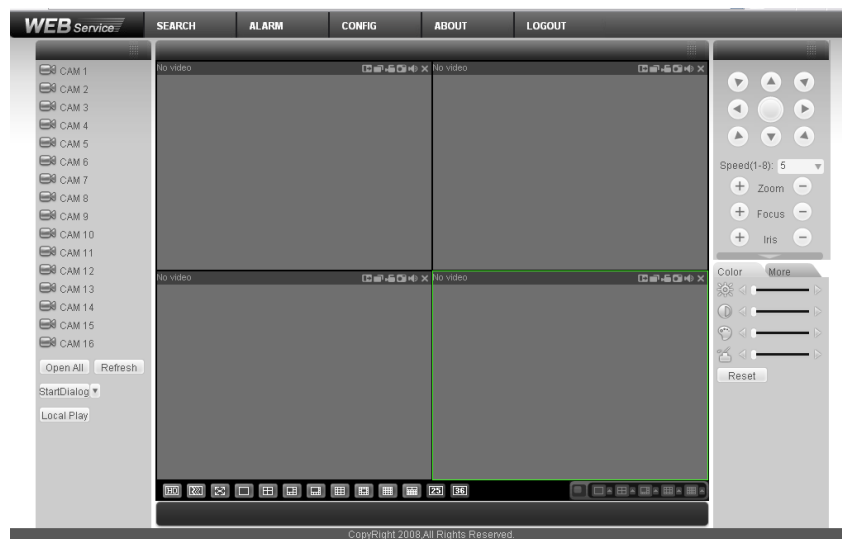 WEB Service SEARCH ALARM CONFIG ABOUT LOGOUT
CAM 1
CAM 2
CAM 3
CAM 4
CAM 5
CAM 6
CAM 7
CAM 8
CAM 9
CAM 10
CAM 11
CAM 12
CAM 13
CAM 14
CAM 15
CAM 16
Open All Refresh
StartDialog
Local Play
No video No video
No video No video
HD 25 36
Speed(1-8): 5
Zoom
Focus
Iris
Color More
Reset
CopyRight 2008,All Rights Reserved.